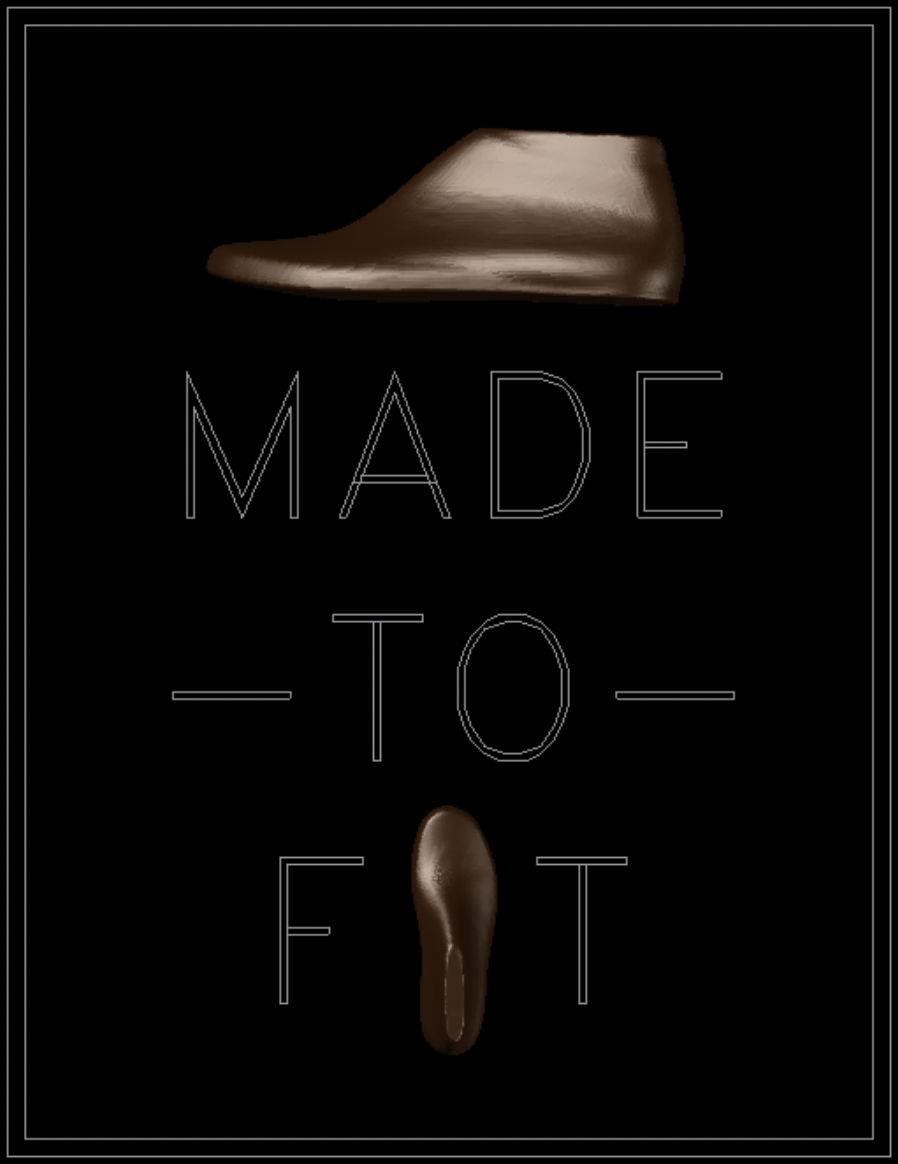 MADE
— TO —
FIT